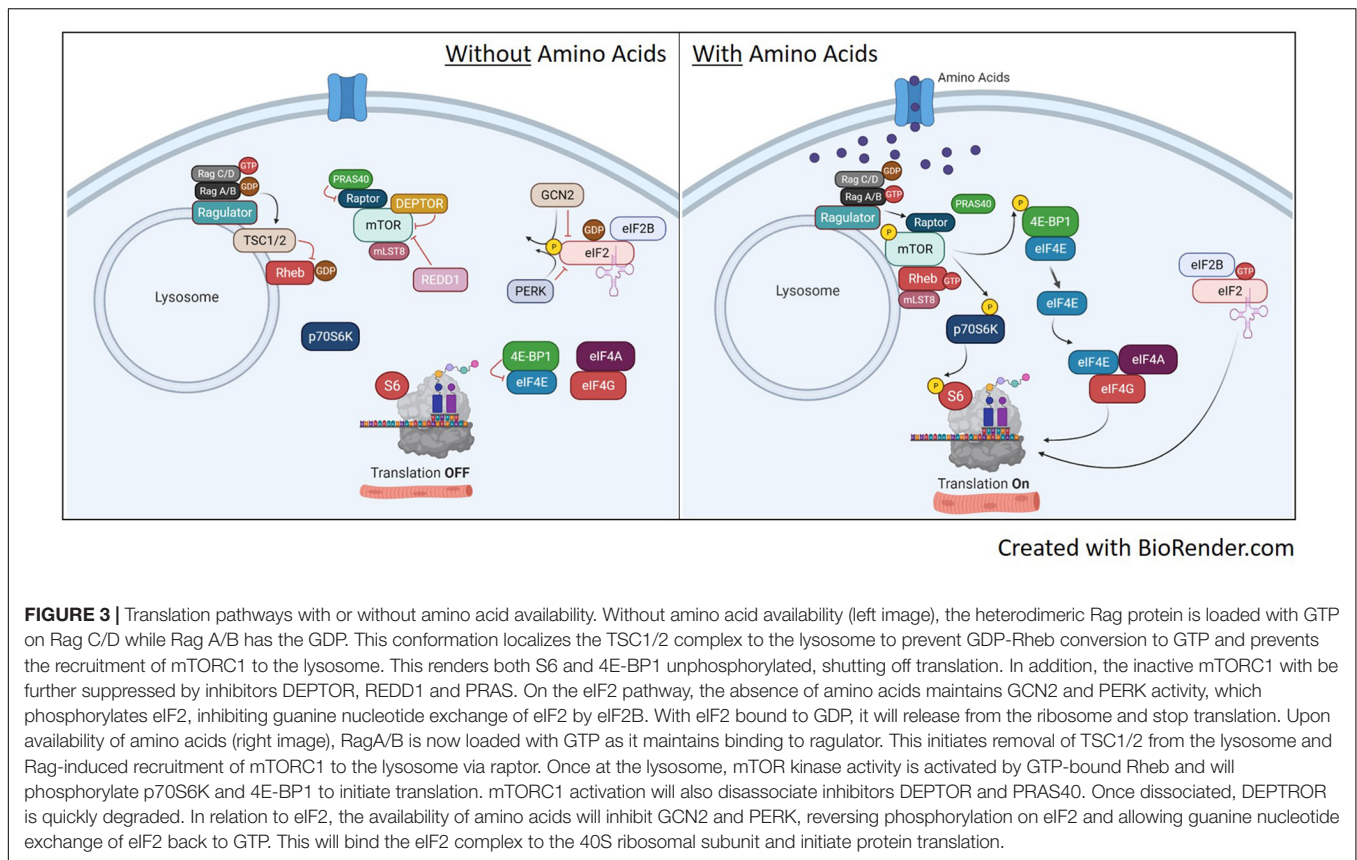 Without Amino Acids
Rag C/D
GTP
Rag A/B
GDP
Ragulator
TSC1/2
Rheb
GDP
Lysosome
PRAS40
Raptor
DEPTOR
mTOR
mLST8
REDD1
GCN2
GDP
eIF2B
P
eIF2
PERK
p70S6K
4E-BP1
eIF4E
eIF4A
eIF4G
S6
Translation OFF
With Amino Acids
Amino Acids
Rag C/D
GDP
Rag A/B
GTP
Ragulator
PRAS40
Raptor
P
mTOR
Rheb
GTP
mLST8
Lysosome
P
4E-BP1
eIF4E
eIF4E
P
p70S6K
eIF4E
eIF4A
eIF4G
P
S6
eIF2B
GTP
eIF2
Translation On
Created with BioRender.com
FIGURE 3 | Translation pathways with or without amino acid availability. Without amino acid availability (left image), the heterodimeric Rag protein is loaded with GTP
on Rag C/D while Rag A/B has the GDP. This conformation localizes the TSC1/2 complex to the lysosome to prevent GDP-Rheb conversion to GTP and prevents
the recruitment of mTORC1 to the lysosome. This renders both S6 and 4E-BP1 unphosphorylated, shutting off translation. In addition, the inactive mTORC1 with be
further suppressed by inhibitors DEPTOR, REDD1 and PRAS. On the eIF2 pathway, the absence of amino acids maintains GCN2 and PERK activity, which
phosphorylates eIF2, inhibiting guanine nucleotide exchange of eIF2 by eIF2B. With eIF2 bound to GDP, it will release from the ribosome and stop translation. Upon
availability of amino acids (right image), RagA/B is now loaded with GTP as it maintains binding to ragulator. This initiates removal of TSC1/2 from the lysosome and
Rag-induced recruitment of mTORC1 to the lysosome via raptor. Once at the lysosome, mTOR kinase activity is activated by GTP-bound Rheb and will
phosphorylate p70S6K and 4E-BP1 to initiate translation. mTORC1 activation will also disassociate inhibitors DEPTOR and PRAS40. Once dissociated, DEPTROR
is quickly degraded. In relation to eIF2, the availability of amino acids will inhibit GCN2 and PERK, reversing phosphorylation on eIF2 and allowing guanine nucleotide
exchange of eIF2 back to GTP. This will bind the eIF2 complex to the 40S ribosomal subunit and initiate protein translation.